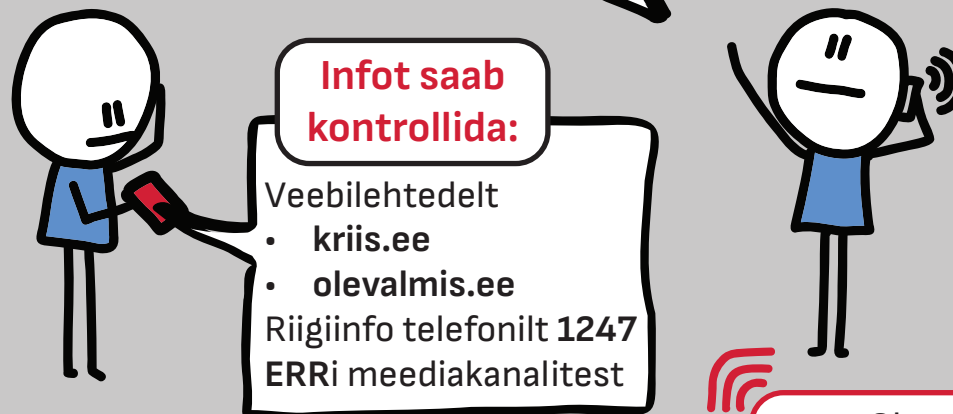 Infot saab
kontrollida:
Veebilehtedelt
• kriis.ee
• olevalmis.ee
Riigiinfo telefonilt 1247
ERRi meediakanalitest